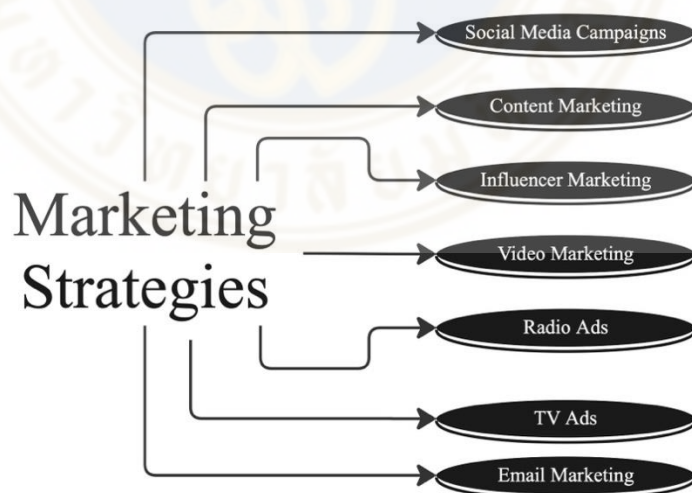 Social Media Campaigns
Content Marketing
Influencer Marketing
Marketing
Strategies
Video Marketing
Radio Ads
TV Ads
Email Marketing